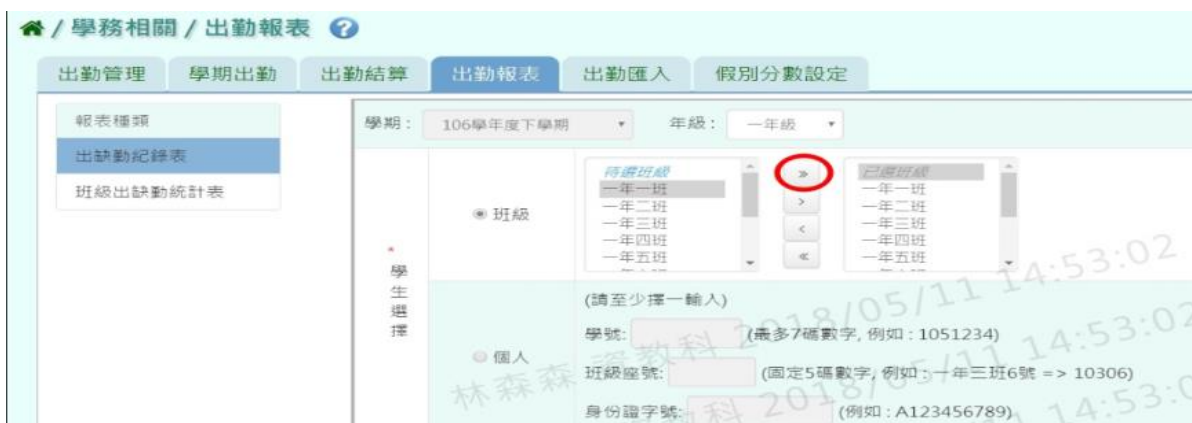 / 學務相關 / 出勤報表 ?
出勤管理 學期出勤 出勤結算 出勤報表 出勤匯入 假別分數設定
報表種類
出缺勤紀錄表
班級出缺勤統計表
學期： 106學年度下學期 年級： 一年級
* 學生選擇
班級
待選班級
一年一班
一年二班
一年三班
一年四班
一年五班
»
>
<
«
已選班級
一年一班
一年二班
一年三班
一年四班
一年五班
個人
(請至少擇一輸入)
學號: (最多7碼數字, 例如 : 1051234)
班級座號: (固定5碼數字, 例如 : 一年三班6號 => 10306)
身份證字號: (例如 : A123456789)
林森森 資教科 2018/05/11 14:53:02